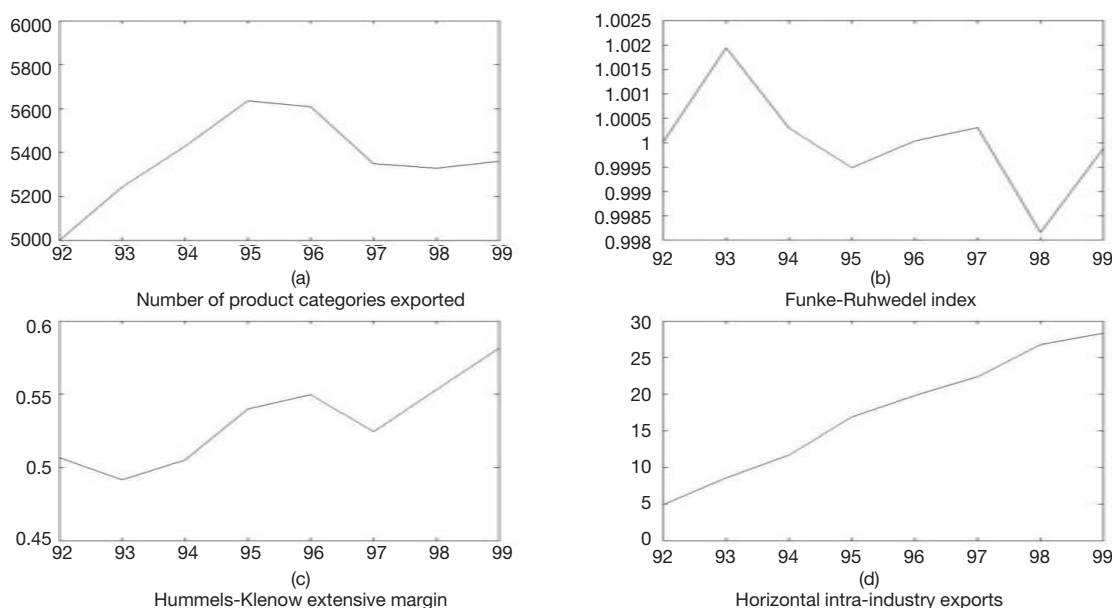 6000
5800
5600
5400
5200
5000
92 93 94 95 96 97 98 99
(a)
Number of product categories exported
1.0025
1.002
1.0015
1.001
1.0005
1
0.9995
0.999
0.9985
0.998
92 93 94 95 96 97 98 99
(b)
Funke-Ruhwedel index
0.6
0.55
0.5
0.45
92 93 94 95 96 97 98 99
(c)
Hummels-Klenow extensive margin
30
25
20
15
10
5
0
92 93 94 95 96 97 98 99
(d)
Horizontal intra-industry exports